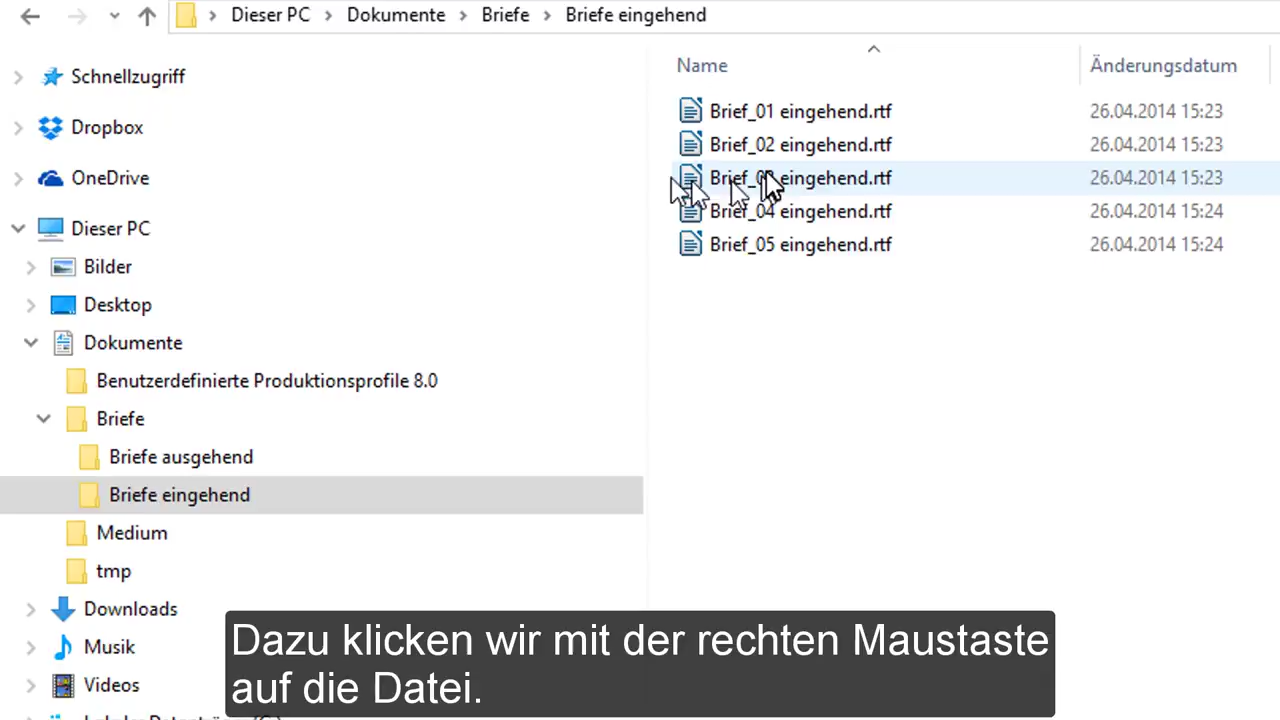 Dieser PC > Dokumente > Briefe > Briefe eingehend
Name Änderungsdatum
Schnellzugriff
Dropbox
OneDrive
Dieser PC
Bilder
Desktop
Dokumente
Benutzerdefinierte Produktionsprofile 8.0
Briefe
Briefe ausgehend
Briefe eingehend
Medium
tmp
Downloads
Musik
Videos
Brief_01 eingehend.rtf 26.04.2014 15:23
Brief_02 eingehend.rtf 26.04.2014 15:23
Brief_03 eingehend.rtf 26.04.2014 15:23
Brief_04 eingehend.rtf 26.04.2014 15:24
Brief_05 eingehend.rtf 26.04.2014 15:24
Dazu klicken wir mit der rechten Maustaste
auf die Datei.